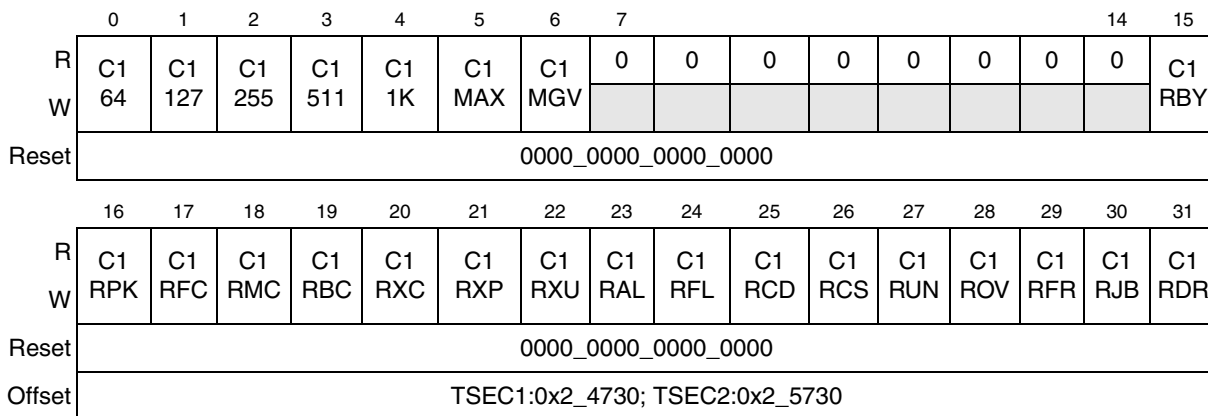 0 1 2 3 4 5 6 7 14 15
R C1 64 C1 127 C1 255 C1 511 C1 1K C1 MAX C1 MGV 0 0 0 0 0 0 0 0 C1 RBY
W
Reset 0000_0000_0000_0000
16 17 18 19 20 21 22 23 24 25 26 27 28 29 30 31
R C1 RPK C1 RFC C1 RMC C1 RBC C1 RXC C1 RXP C1 RXU C1 RAL C1 RFL C1 RCD C1 RCS C1 RUN C1 ROV C1 RFR C1 RJB C1 RDR
W
Reset 0000_0000_0000_0000
Offset TSEC1:0x2_4730; TSEC2:0x2_5730